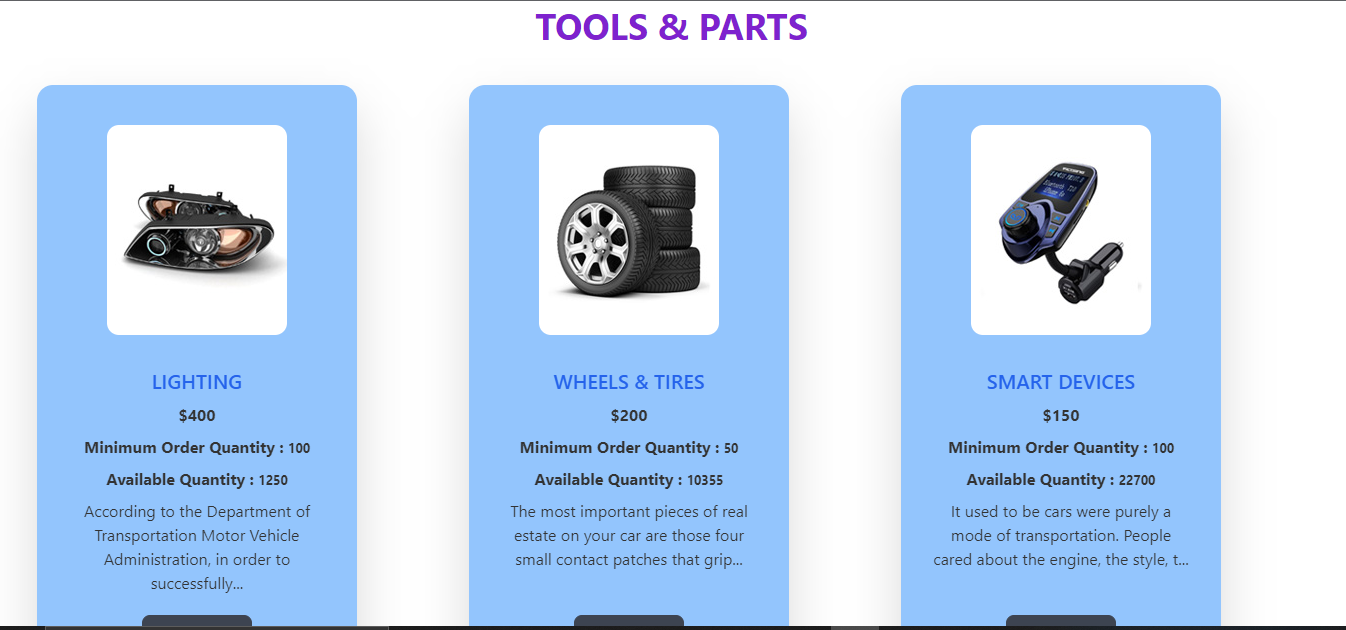 TOOLS & PARTS
LIGHTING
$400
Minimum Order Quantity : 100
Available Quantity : 1250
According to the Department of
Transportation Motor Vehicle
Administration, in order to
successfully...
WHEELS & TIRES
$200
Minimum Order Quantity : 50
Available Quantity : 10355
The most important pieces of real
estate on your car are those four
small contact patches that grip...
SMART DEVICES
$150
Minimum Order Quantity : 100
Available Quantity : 22700
It used to be cars were purely a
mode of transportation. People
cared about the engine, the style, t...